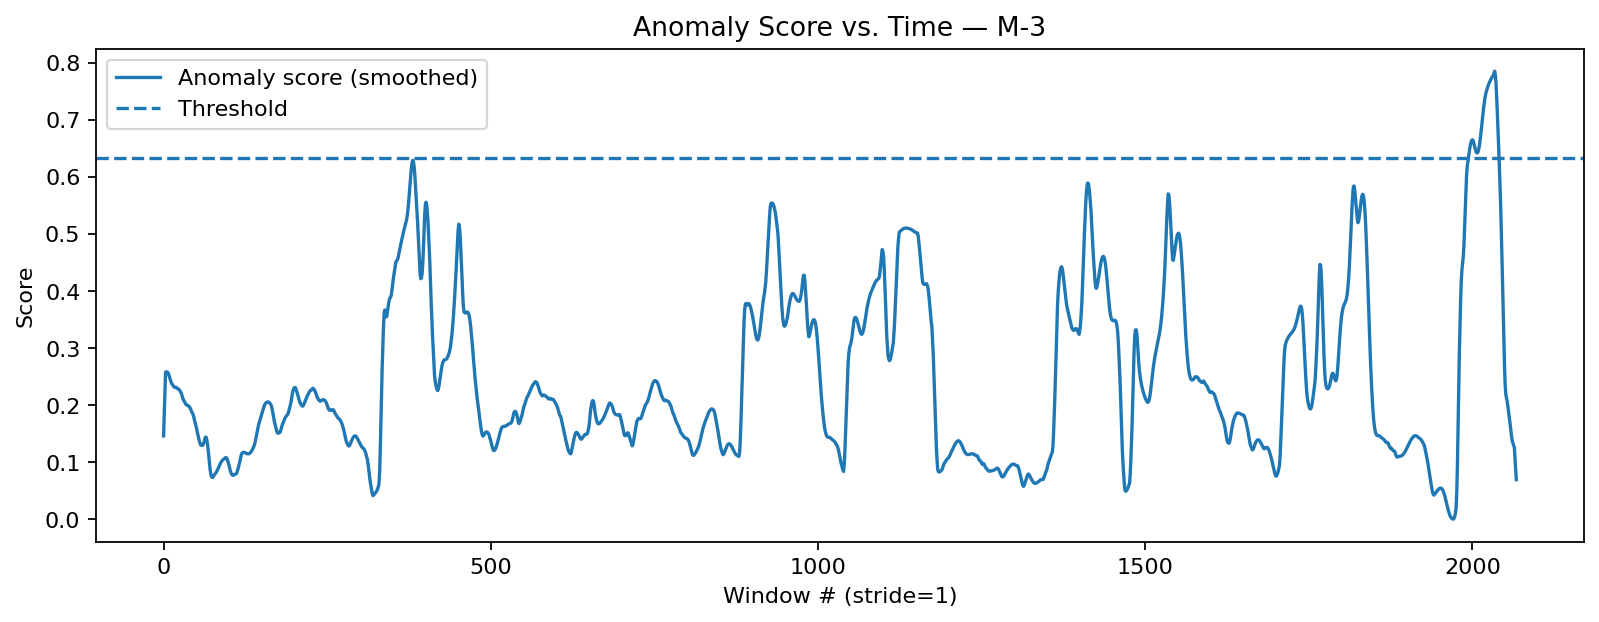 Anomaly Score vs. Time — M-3
Anomaly score (smoothed)
Threshold
Score
0.8
0.7
0.6
0.5
0.4
0.3
0.2
0.1
0.0
0
500
1000
1500
2000
Window # (stride=1)